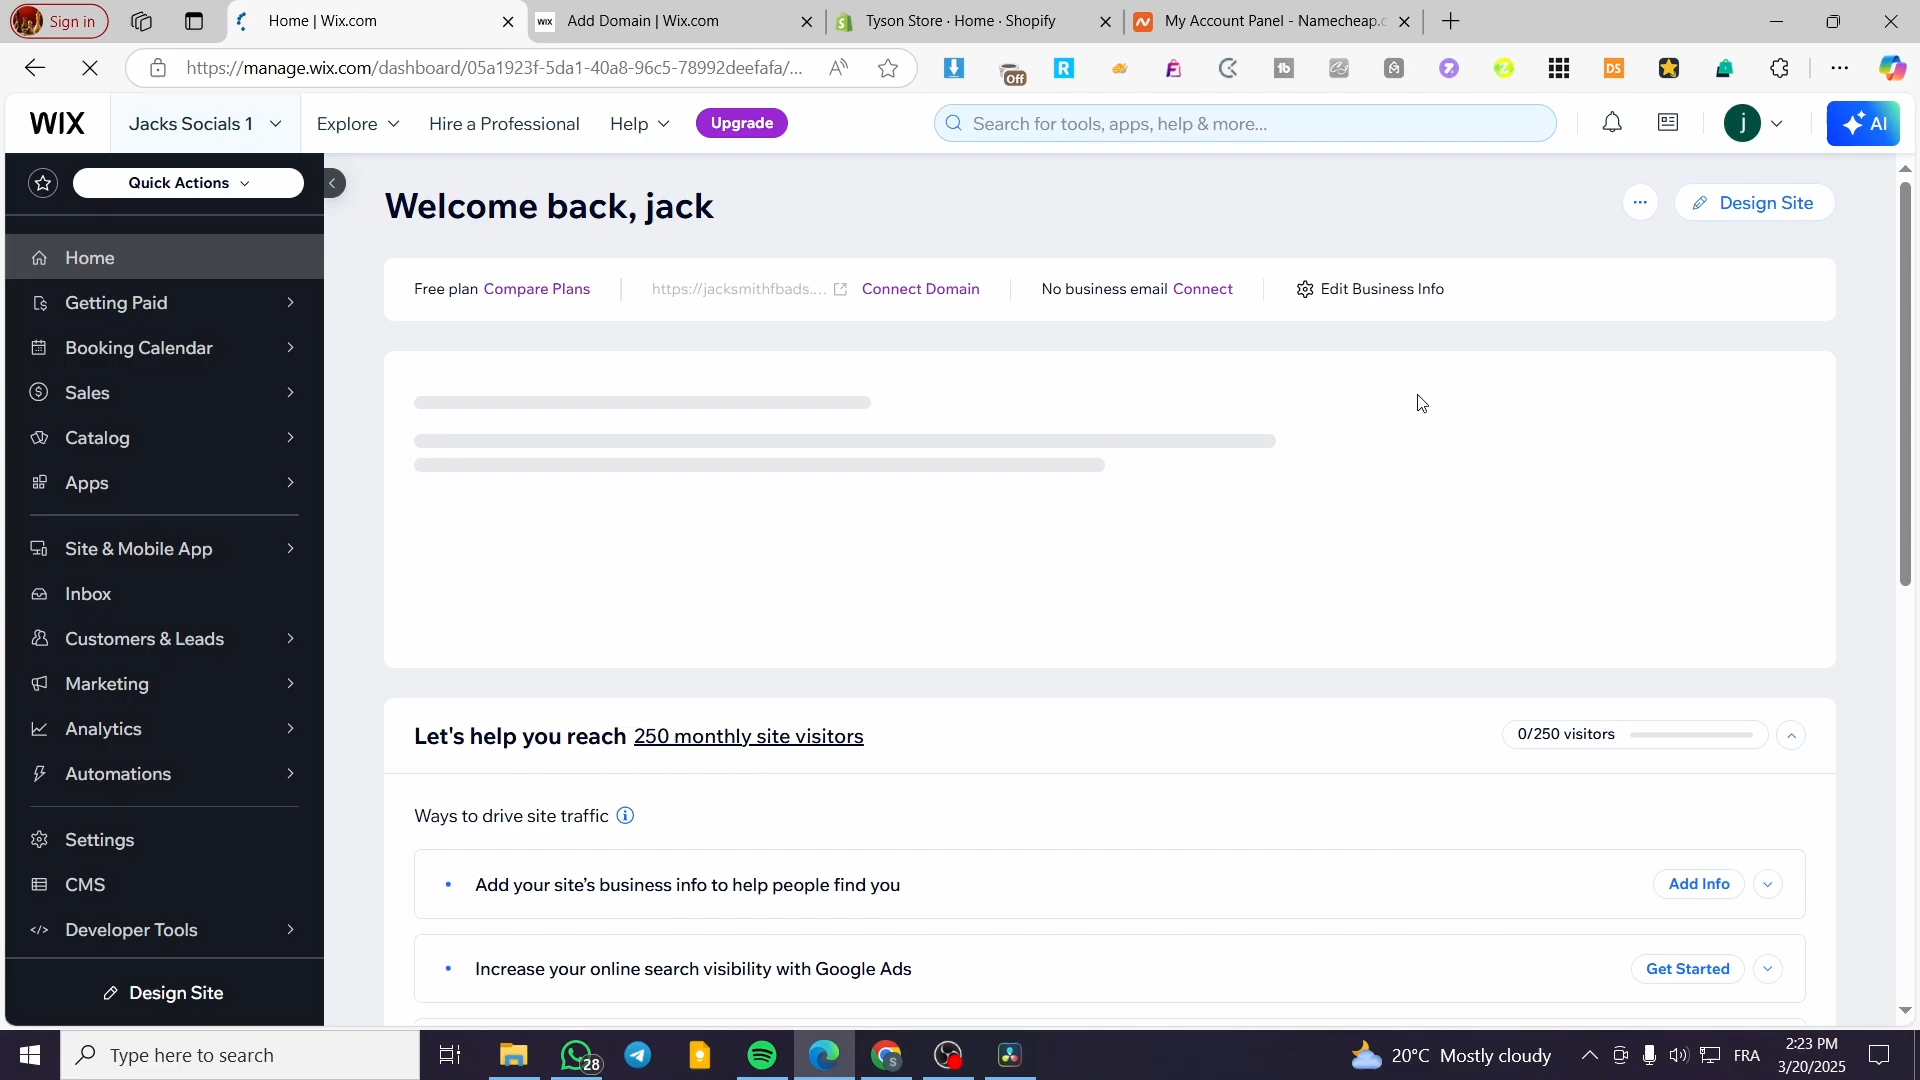 Sign in
Home | Wix.com
WIX
Add Domain | Wix.com
Tyson Store · Home · Shopify
My Account Panel - Namecheap.c
https://manage.wix.com/dashboard/05a1923f-5da1-40a8-96c5-78992deefafa/...
Off
R
tb
DS
WIX
Jacks Socials 1
Explore
Hire a Professional
Help
Upgrade
Search for tools, apps, help & more...
j
AI
Quick Actions
Home
Getting Paid
Booking Calendar
Sales
Catalog
Apps
Site & Mobile App
Inbox
Customers & Leads
Marketing
Analytics
Automations
Settings
CMS
Developer Tools
Design Site
Welcome back, jack
Design Site
Free plan Compare Plans
https://jacksmithfbads.... Connect Domain
No business email Connect
Edit Business Info
Let's help you reach 250 monthly site visitors
0/250 visitors
Ways to drive site traffic
Add your site's business info to help people find you
Add Info
Increase your online search visibility with Google Ads
Get Started
Type here to search
28
S
20°C Mostly cloudy
FRA
2:23 PM
3/20/2025